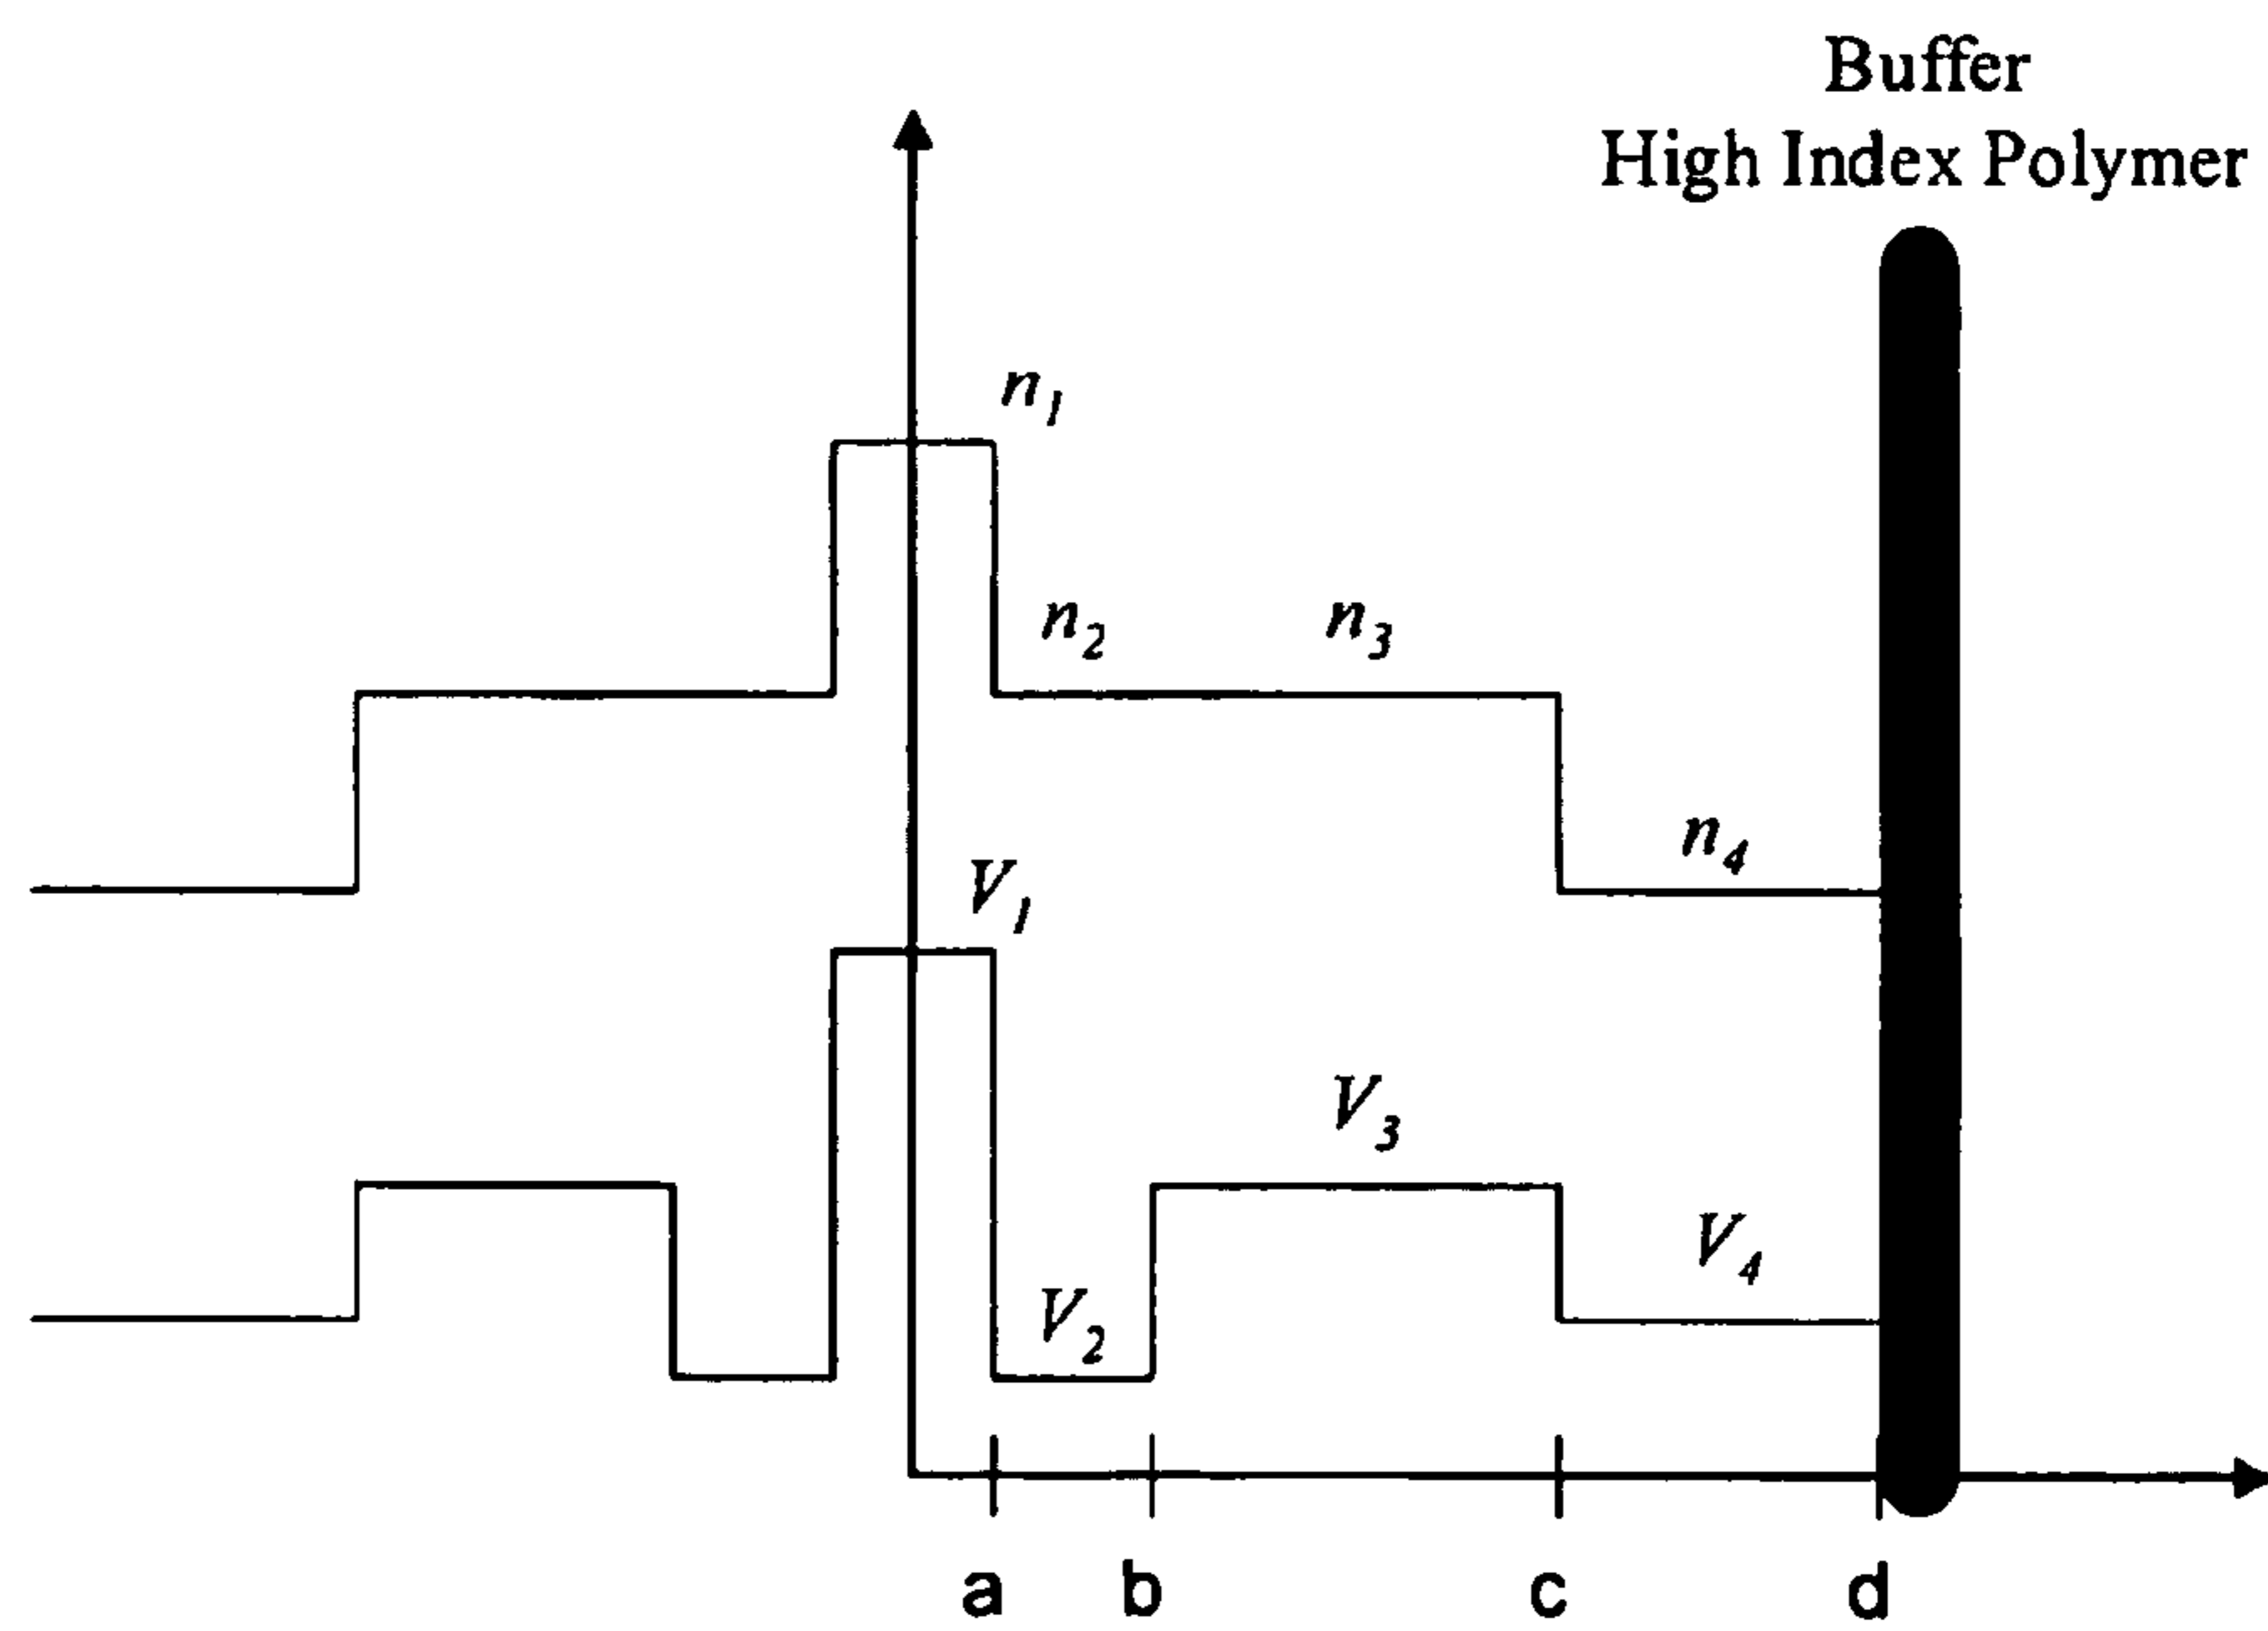 Buffer
High Index Polymer
n1
n2
n3
n4
V1
V3
V4
V2
a
b
c
d